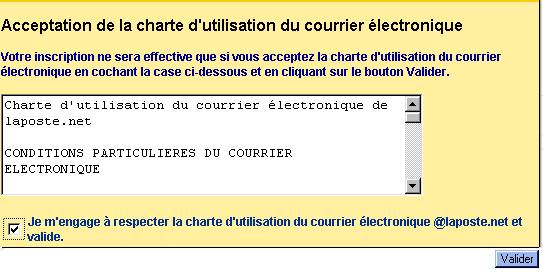 Acceptation de la charte d'utilisation du courrier électronique
Votre inscription ne sera effective que si vous acceptez la charte d'utilisation du courrier
électronique en cochant la case ci-dessous et en cliquant sur le bouton Valider.
Charte d'utilisation du courrier électronique de
laposte.net
CONDITIONS PARTICULIERES DU COURRIER
ELECTRONIQUE
Je m'engage à respecter la charte d'utilisation du courrier électronique @laposte.net et
valide.
Valider